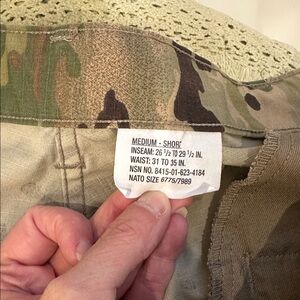 MEDIUM - SHORT
INSEAM: 26 1/2 TO 29 1/2 IN.
WAIST: 31 TO 35 IN.
NSN NO. 8415-01-623-4184
NATO SIZE 6775/7989